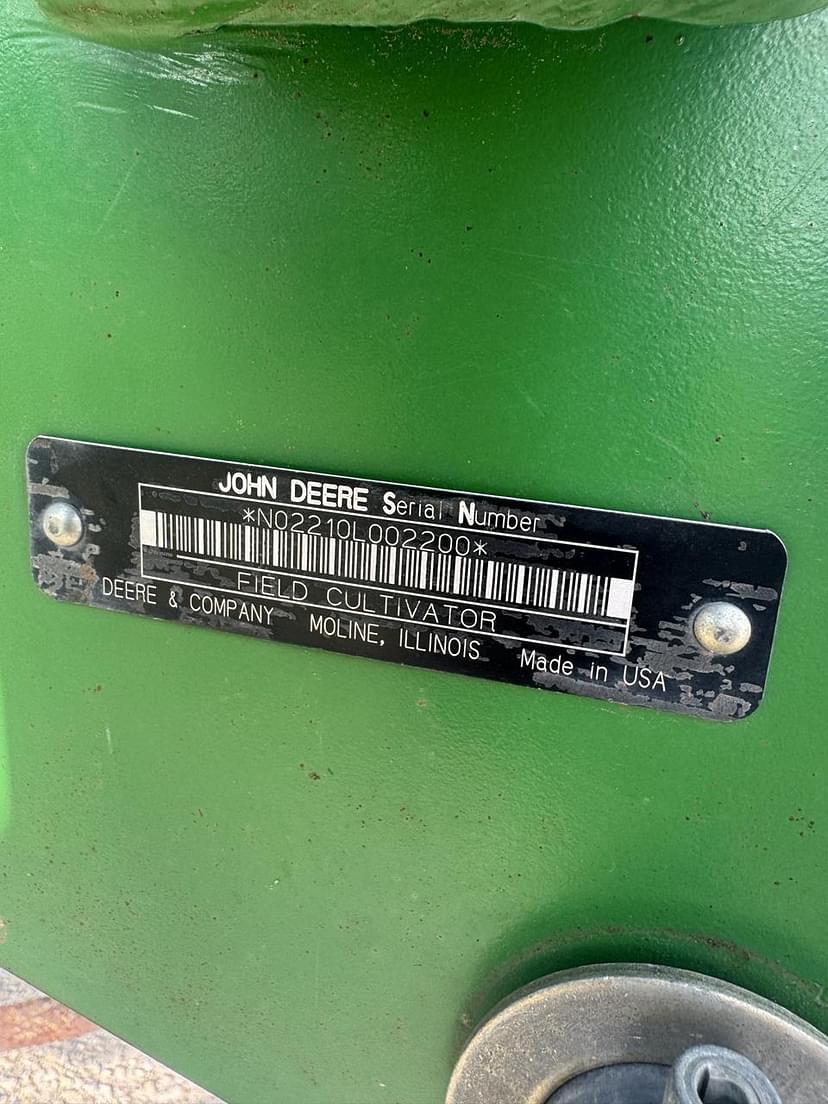 JOHN DEERE Serial Number
*N02210L002200*
FIELD CULTIVATOR
DEERE & COMPANY MOLINE, ILLINOIS Made in USA